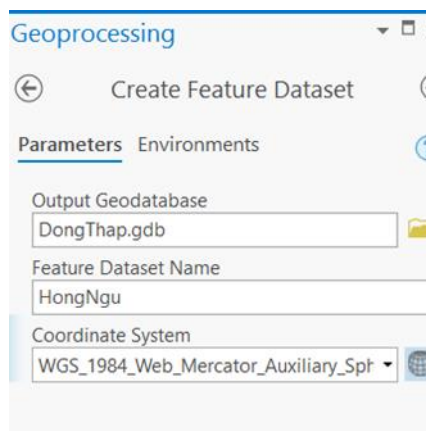 Geoprocessing
Create Feature Dataset
Parameters Environments
Output Geodatabase
DongThap.gdb
Feature Dataset Name
HongNgu
Coordinate System
WGS_1984_Web_Mercator_Auxiliary_Sph